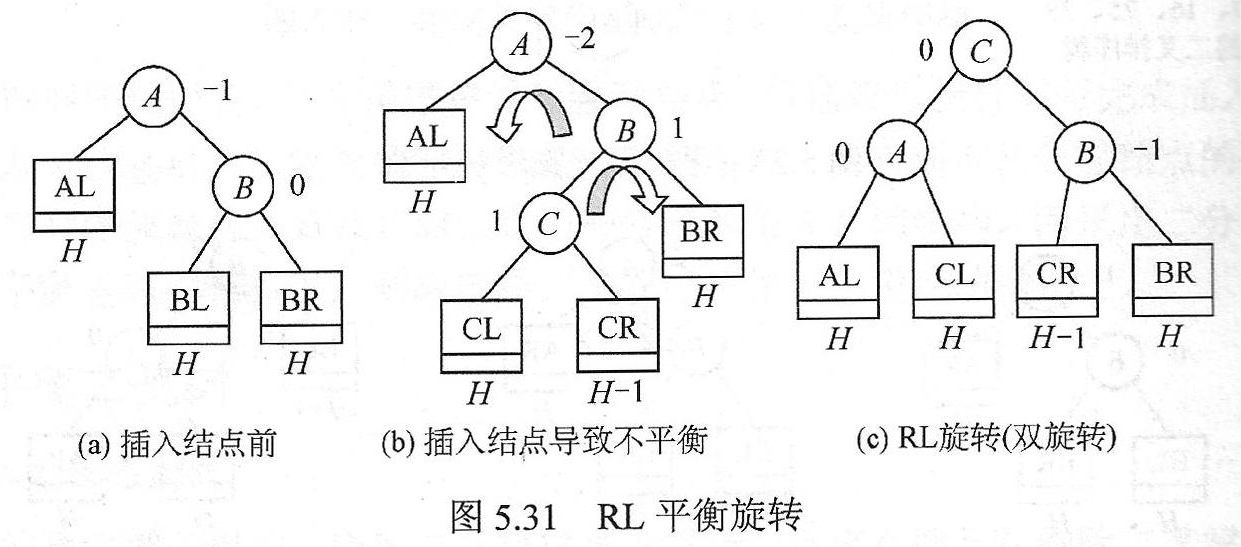 A −1
AL
H
B 0
BL BR
H H
(a) 插入结点前
A −2
AL
H
B 1
1 C
BR
H
CL CR
H H−1
(b) 插入结点导致不平衡
0 C
0 A
B −1
AL CL CR BR
H H H−1 H
(c) RL旋转(双旋转)
图 5.31 RL 平衡旋转